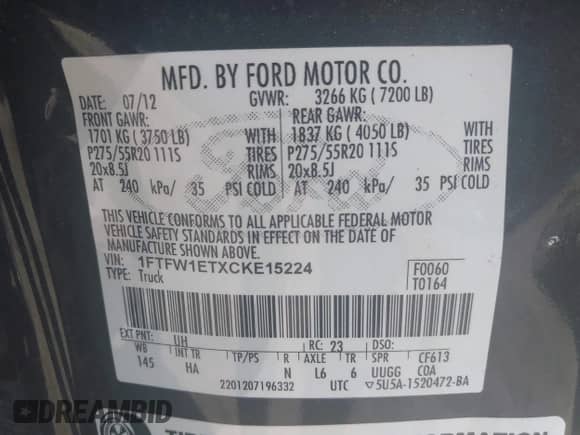 MFD. BY FORD MOTOR CO.
DATE: 07/12 GVWR: 3266 KG ( 7200 LB)
FRONT GAWR: REAR GAWR:
1701 KG (3750 LB) WITH 1837 KG ( 4050 LB) WITH
P275/55R20 111S TIRES P275/55R20 111S TIRES
20x8.5J RIMS 20x8.5J RIMS
AT 240 kPa/ 35 PSI COLD AT 240 kPa/ 35 PSI COLD
THIS VEHICLE CONFORMS TO ALL APPLICABLE FEDERAL MOTOR
VEHICLE SAFETY STANDARDS IN EFFECT ON THE DATE OF
MANUFACTURE SHOWN ABOVE.
VIN: 1FTFW1ETXCKE15224
TYPE: Truck
F0060
T0164
EXT PNT: UH RC: 23 DSO:
WB INT TR TP/PS R AXLE TR SPR CF613
145 HA N L6 6 UUGG COA
2201207196332 UTC ▽5U5A-1520472-BA
DREAMBID